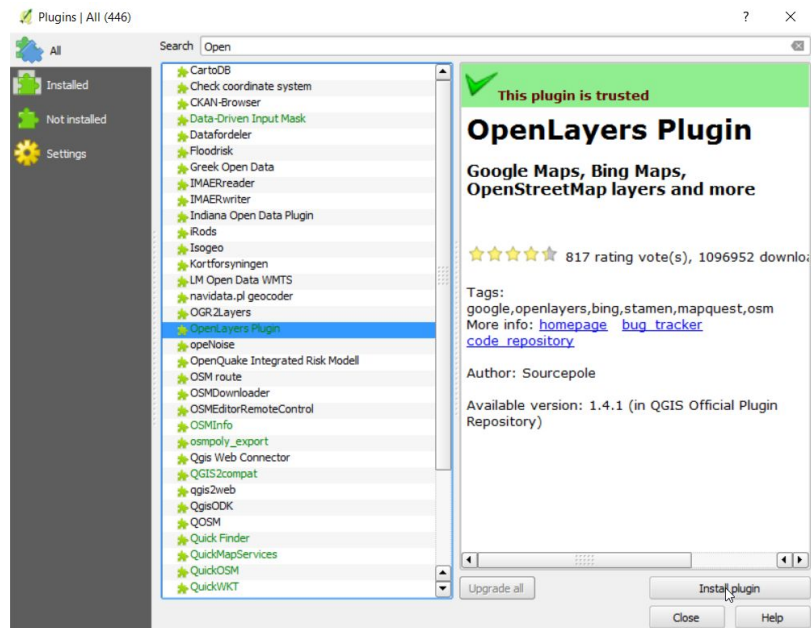 Plugins | All (446)
? X
All
Installed
Not installed
Settings
Search Open
CartoDB
Check coordinate system
CKAN-Browser
Data-Driven Input Mask
Datafordeler
Floodrisk
Greek Open Data
IMAERreader
IMAERwriter
Indiana Open Data Plugin
iRods
Isogeo
Kortforsyningen
LM Open Data WMTS
navidata.pl geocoder
OGR2Layers
OpenLayers Plugin
opeNoise
OpenQuake Integrated Risk Modell
OSM route
OSMDownloader
OSMEditorRemoteControl
OSMInfo
osmpoly_export
Qgis Web Connector
QGIS2compat
qgis2web
QgisODK
QOSM
Quick Finder
QuickMapServices
QuickOSM
QuickWKT
This plugin is trusted
OpenLayers Plugin
Google Maps, Bing Maps,
OpenStreetMap layers and more
817 rating vote(s), 1096952 downloa
Tags:
google,openlayers,bing,stamen,mapquest,osm
More info: homepage bug tracker
code repository
Author: Sourcepole
Available version: 1.4.1 (in QGIS Official Plugin
Repository)
Upgrade all
Install plugin
Close
Help